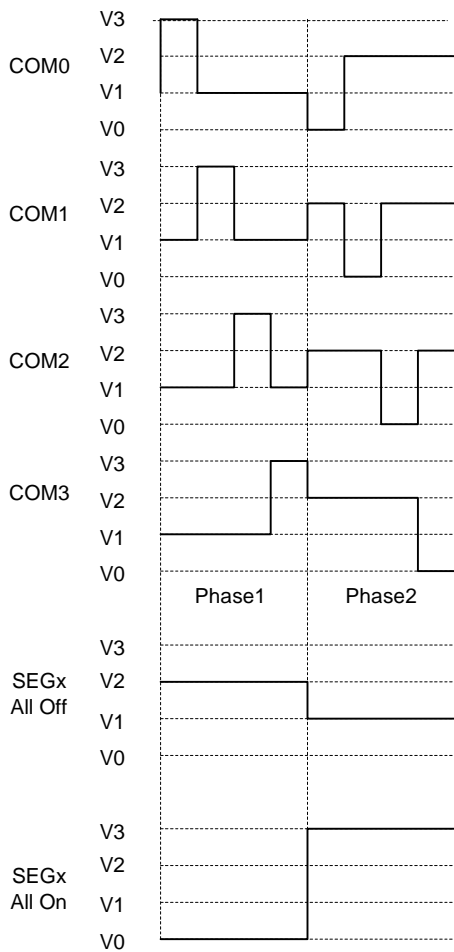 V3
COM0
V2
V1
V0
V3
COM1
V2
V1
V0
V3
COM2
V2
V1
V0
V3
COM3
V2
V1
V0
Phase1 Phase2
V3
SEGx
All Off
V2
V1
V0
V3
V2
SEGx
All On
V1
V0